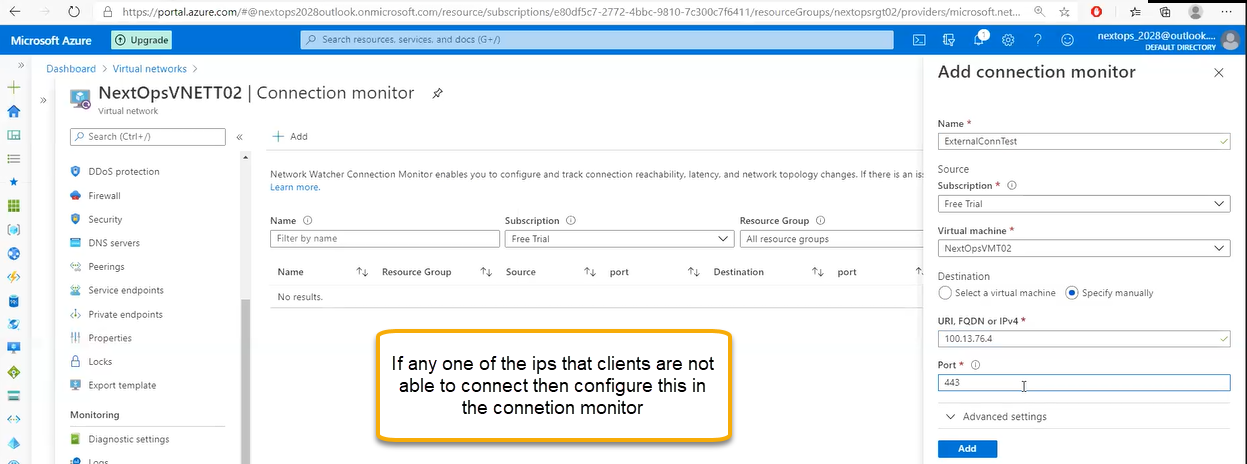 https://portal.azure.com/#@nextops2028outlook.onmicrosoft.com/resource/subscriptions/e80df5c7-2772-4bbc-9810-7c300c7f6411/resourceGroups/nextopsrgt02/providers/microsoft.net...
Microsoft Azure
Upgrade
Search resources, services, and docs (G+/)
1
nextops_2028@outlook....
DEFAULT DIRECTORY
Dashboard > Virtual networks >
NextOpsVNETT02 | Connection monitor
Virtual network
Search (Ctrl+/)
DDoS protection
Firewall
Security
DNS servers
Peerings
Service endpoints
Private endpoints
Properties
Locks
Export template
Monitoring
Diagnostic settings
Logs
Add
Network Watcher Connection Monitor enables you to configure and track connection reachability, latency, and network topology changes. If there is an iss
Learn more.
Name
Subscription
Resource Group
Filter by name
Free Trial
All resource groups
Name Resource Group Source port Destination port
No results.
If any one of the ips that clients are not
able to connect then configure this in
the connetion monitor
Add connection monitor
Name *
ExternalConnTest
Source
Subscription *
Free Trial
Virtual machine *
NextOpsVMT02
Destination
Select a virtual machine
Specify manually
URI, FQDN or IPv4 *
100.13.76.4
Port *
443
Advanced settings
Add